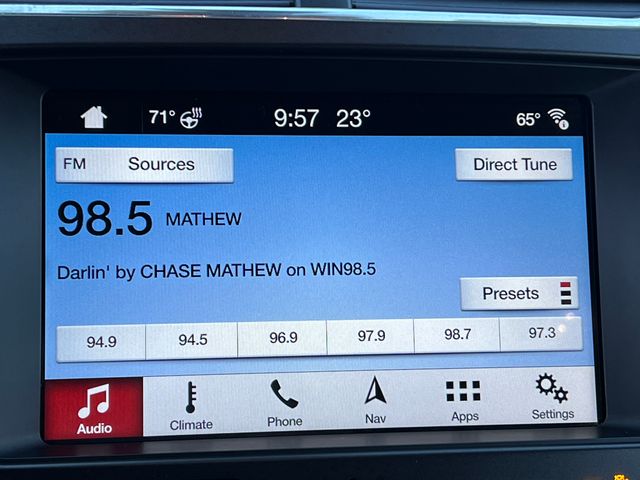 71° 9:57 23° 65°
FM Sources Direct Tune
98.5 MATHEW
Darlin' by CHASE MATHEW on WIN98.5
Presets
94.9 94.5 96.9 97.9 98.7 97.3
Audio Climate Phone Nav Apps Settings